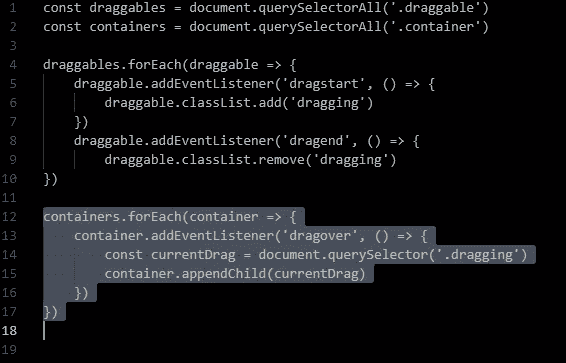 1 const draggables = document.querySelectorAll('.draggable')
2 const containers = document.querySelectorAll('.container')
3
4 draggables.forEach(draggable => {
5     draggable.addEventListener('dragstart', () => {
6         draggable.classList.add('dragging')
7     })
8     draggable.addEventListener('dragend', () => {
9         draggable.classList.remove('dragging')
10 })
11
12 containers.forEach(container => {
13     container.addEventListener('dragover', () => {
14         const currentDrag = document.querySelector('.dragging')
15         container.appendChild(currentDrag)
16     })
17 })
18
19